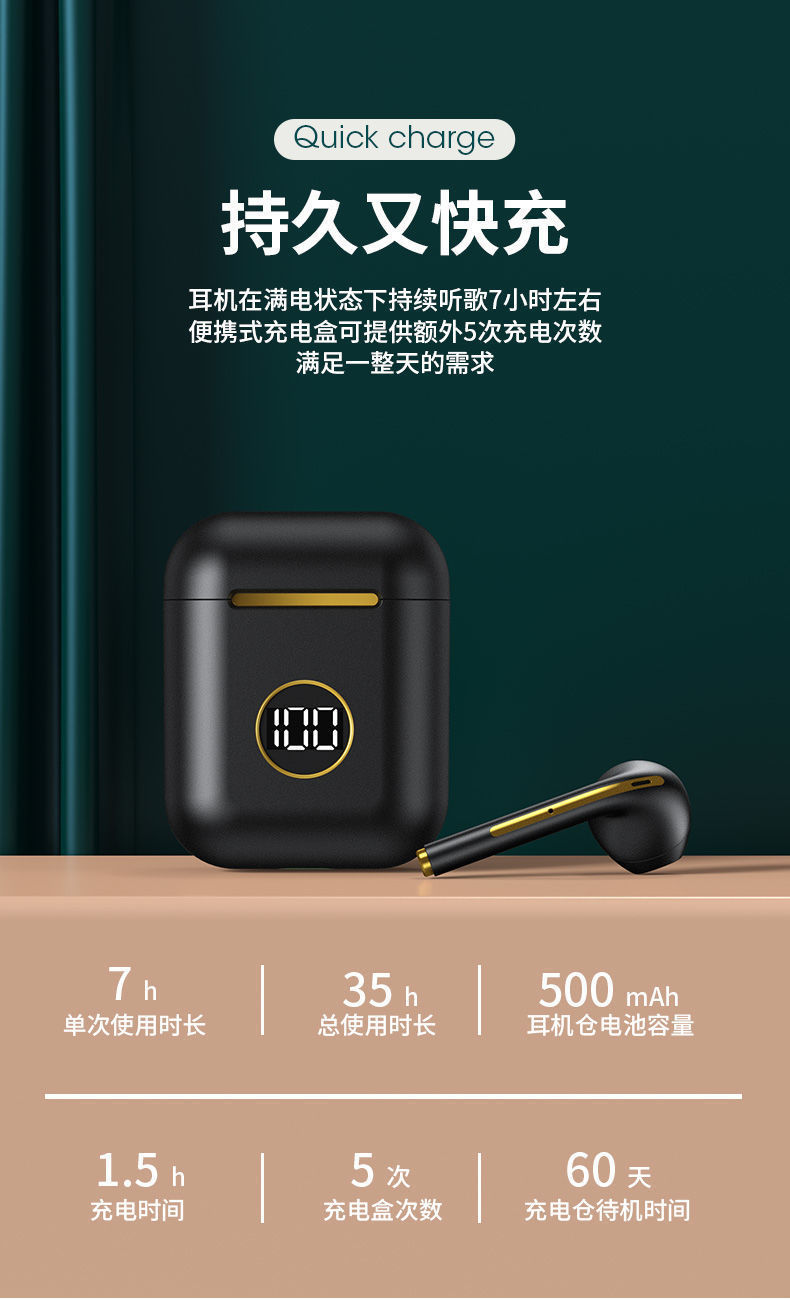 Quick charge
持久又快充
耳机在满电状态下持续听歌7小时左右
便携式充电盒可提供额外5次充电次数
满足一整天的需求
100
7 h
单次使用时长
35 h
总使用时长
500 mAh
耳机仓电池容量
1.5 h
充电时间
5 次
充电盒次数
60 天
充电仓待机时间